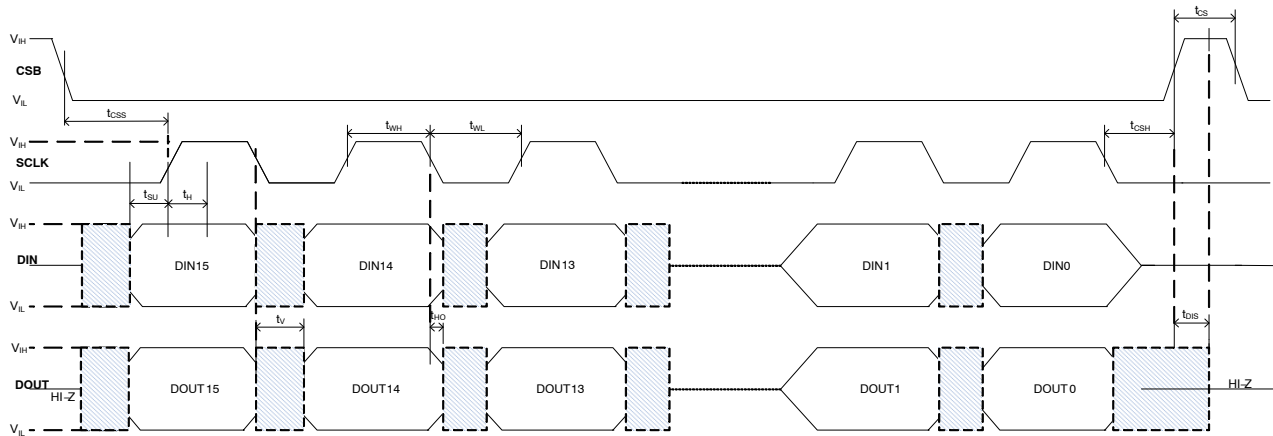 tCS
VIH
CSB
VIL
tCSS
tWH
tWL
tCSH
VIH
SCLK
VIL
tSU
tH
VIH
DIN
DIN15
DIN14
DIN13
DIN1
DIN0
VIL
tV
tHO
tDIS
VIH
DOUT
HI-Z
DOUT15
DOUT14
DOUT13
DOUT1
DOUT0
HI-Z
VIL